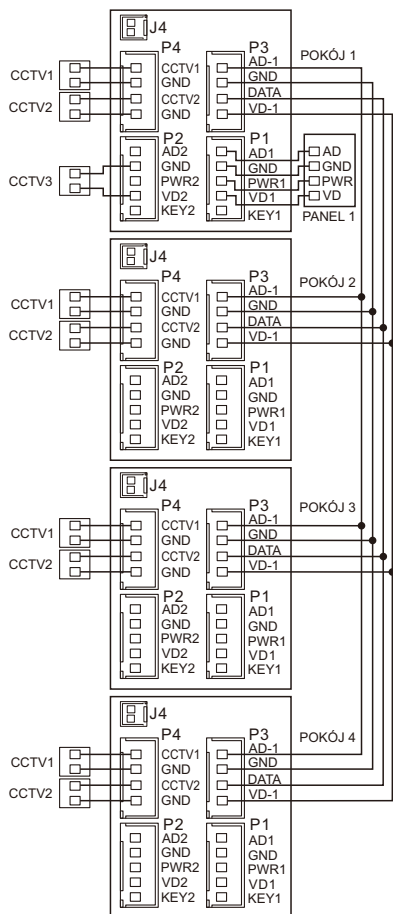 J4
P4 P3
CCTV1 CCTV1 AD-1 POKÓJ 1
GND GND
CCTV2 CCTV2 DATA
GND VD-1
P2 P1
AD2 AD1 AD
GND GND GND
CCTV3 PWR2 PWR1 PWR
VD2 VD1 VD
KEY2 KEY1 PANEL 1
J4
P4 P3
CCTV1 CCTV1 AD-1 POKÓJ 2
GND GND
CCTV2 CCTV2 DATA
GND VD-1
P2 P1
AD2 AD1
GND GND
PWR2 PWR1
VD2 VD1
KEY2 KEY1
J4
P4 P3
CCTV1 CCTV1 AD-1 POKÓJ 3
GND GND
CCTV2 CCTV2 DATA
GND VD-1
P2 P1
AD2 AD1
GND GND
PWR2 PWR1
VD2 VD1
KEY2 KEY1
J4
P4 P3
CCTV1 CCTV1 AD-1 POKÓJ 4
GND GND
CCTV2 CCTV2 DATA
GND VD-1
P2 P1
AD2 AD1
GND GND
PWR2 PWR1
VD2 VD1
KEY2 KEY1